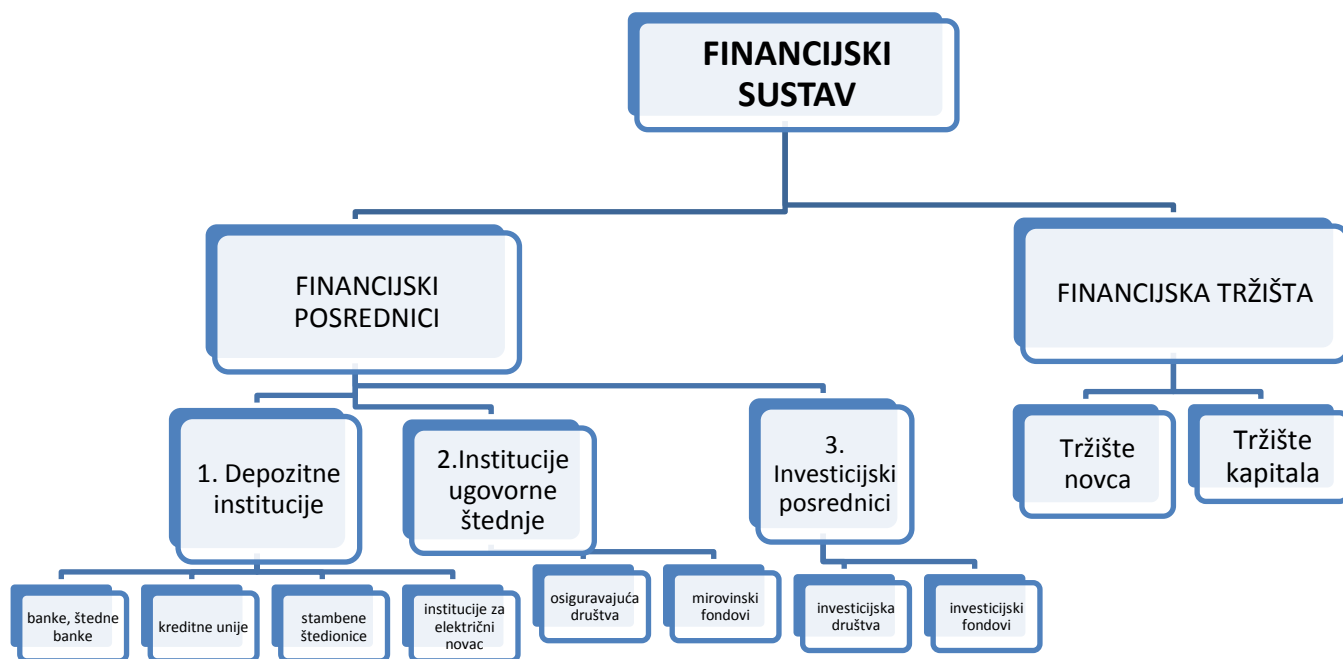 FINANCIJSKI
SUSTAV
FINANCIJSKI
POSREDNICI
FINANCIJSKA TRŽIŠTA
1. Depozitne
institucije
2.Institucije
ugovorne
štednje
3.
Investicijski
posrednici
Tržište
novca
Tržište
kapitala
banke, štedne
banke
kreditne unije
stambene
štedionice
institucije za
električni
novac
osiguravajuća
društva
mirovinski
fondovi
investicijska
društva
investicijski
fondovi